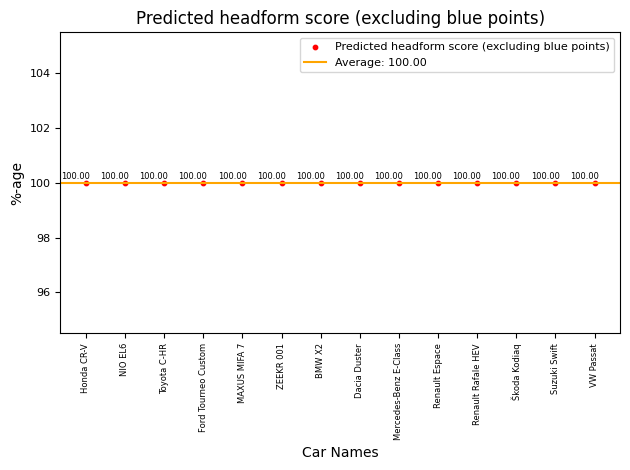 Predicted headform score (excluding blue points)
Predicted headform score (excluding blue points)
Average: 100.00
104
102
100
98
96
%-age
100.00 100.00 100.00 100.00 100.00 100.00 100.00 100.00 100.00 100.00 100.00 100.00 100.00 100.00
Honda CR-V
NIO EL6
Toyota C-HR
Ford Tourneo Custom
MAXUS MIFA 7
ZEEKR 001
BMW X2
Dacia Duster
Mercedes-Benz E-Class
Renault Espace
Renault Rafale HEV
Škoda Kodiaq
Suzuki Swift
VW Passat
Car Names